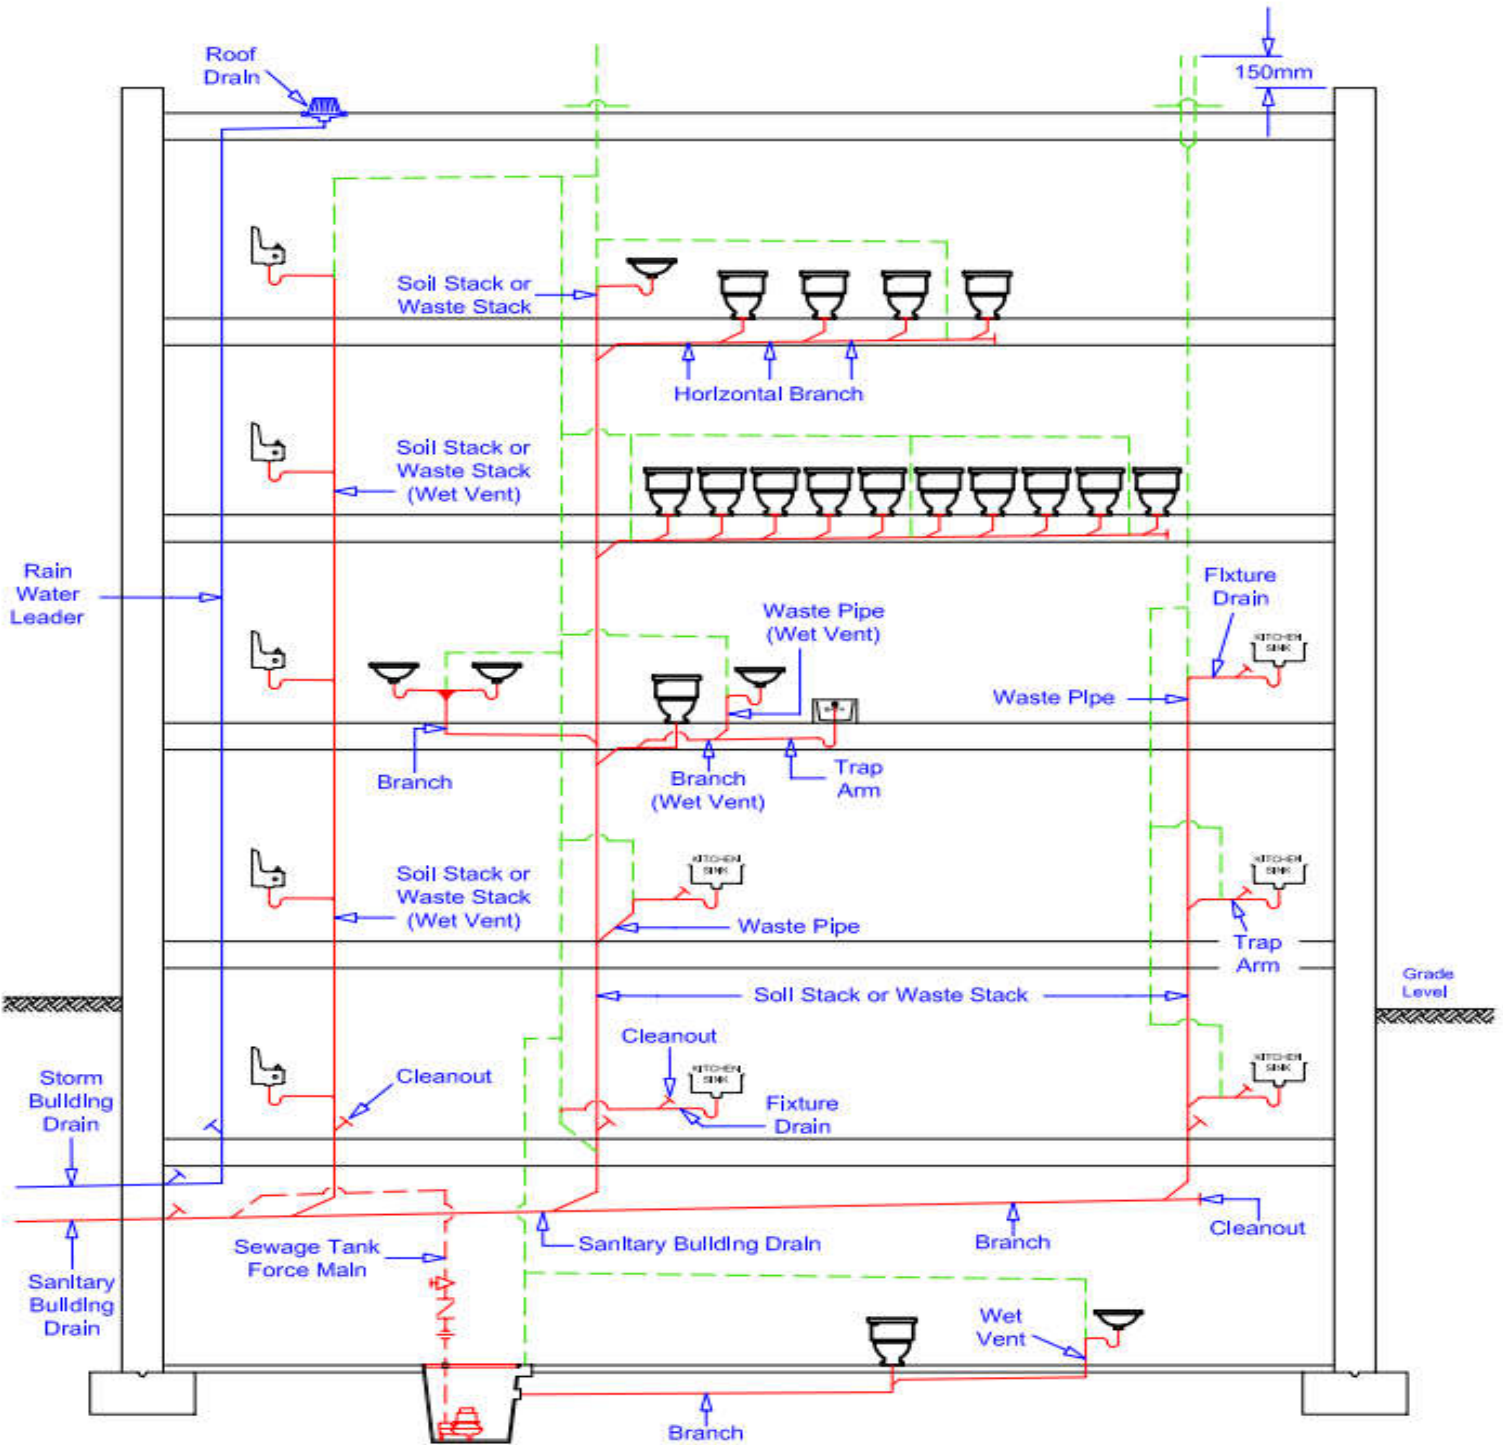 Roof
Drain
150mm
Soil Stack or
Waste Stack
Horizontal Branch
Soil Stack or
Waste Stack
(Wet Vent)
Rain
Water
Leader
Fixture
Drain
Waste Pipe
(Wet Vent)
KITCHEN
SINK
Waste Pipe
Branch
Branch
(Wet Vent)
Trap
Arm
Soil Stack or
Waste Stack
(Wet Vent)
KITCHEN
SINK
KITCHEN
SINK
Waste Pipe
Trap
Arm
Grade
Level
Soil Stack or Waste Stack
Cleanout
Storm
Building
Drain
Cleanout
KITCHEN
SINK
KITCHEN
SINK
Fixture
Drain
Sewage Tank
Force Main
Sanitary Building Drain
Branch
Cleanout
Sanitary
Building
Drain
Wet
Vent
Branch